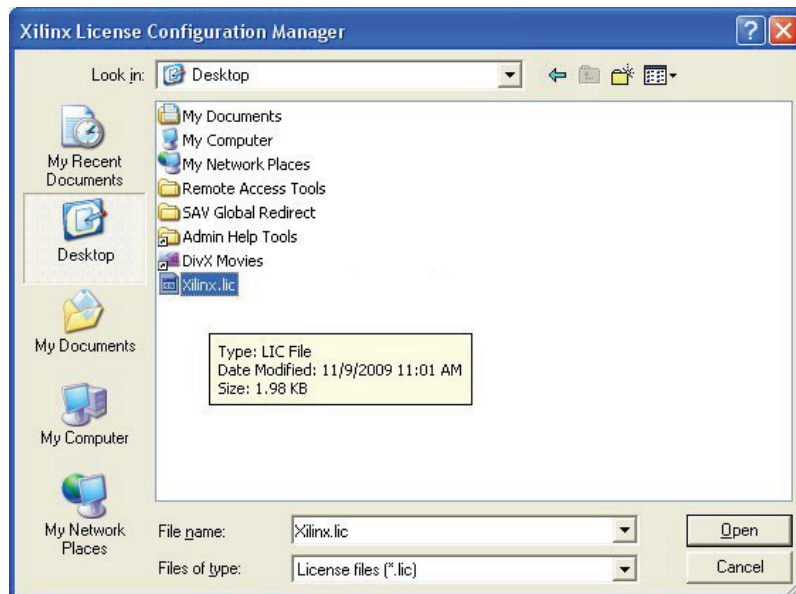 Xilinx License Configuration Manager
Look in: Desktop
My Recent
Documents
Desktop
My Documents
My Computer
My Network
Places
My Documents
My Computer
My Network Places
Remote Access Tools
SAV Global Redirect
Admin Help Tools
DivX Movies
Xilinx.lic
Type: LIC File
Date Modified: 11/9/2009 11:01 AM
Size: 1.98 KB
File name: Xilinx.lic Open
Files of type: License files (*.lic) Cancel